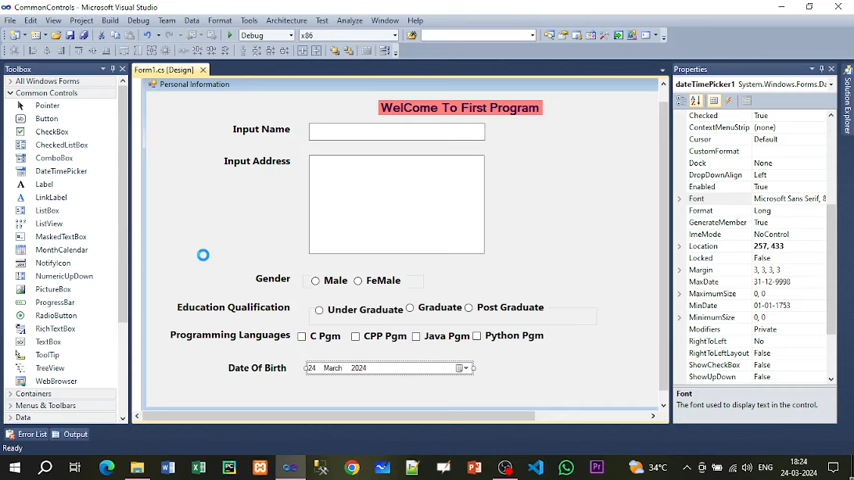 CommonControls - Microsoft Visual Studio
File Edit View Project Build Debug Team Data Format Tools Architecture Test Analyze Window Help
Debug x86
Toolbox
Form1.cs [Design]
Properties
All Windows Forms
Common Controls
Pointer
Button
CheckBox
CheckedListBox
ComboBox
DateTimePicker
Label
LinkLabel
ListBox
ListView
MaskedTextBox
MonthCalendar
NotifyIcon
NumericUpDown
PictureBox
ProgressBar
RadioButton
RichTextBox
TextBox
ToolTip
TreeView
WebBrowser
Containers
Menus & Toolbars
Data
Personal Information
WelCome To First Program
Input Name
Input Address
Gender Male FeMale
Education Qualification Under Graduate Graduate Post Graduate
Programming Languages C Pgm CPP Pgm Java Pgm Python Pgm
Date Of Birth 24 March 2024
dateTimePicker1 System.Windows.Forms.Da
Checked True
ContextMenuStrip (none)
Cursor Default
CustomFormat
Dock None
DropDownAlign Left
Enabled True
Font Microsoft Sans Serif, 8
Format Long
GenerateMember True
ImeMode NoControl
Location 257, 433
Locked False
Margin 3, 3, 3, 3
MaxDate 31-12-9998
MaximumSize 0, 0
MinDate 01-01-1753
MinimumSize 0, 0
Modifiers Private
RightToLeft No
RightToLeftLayout False
ShowCheckBox False
ShowUpDown False
Font
The font used to display text in the control.
Solution Explorer
Error List Output
Ready
34°C ENG
18:24
24-03-2024